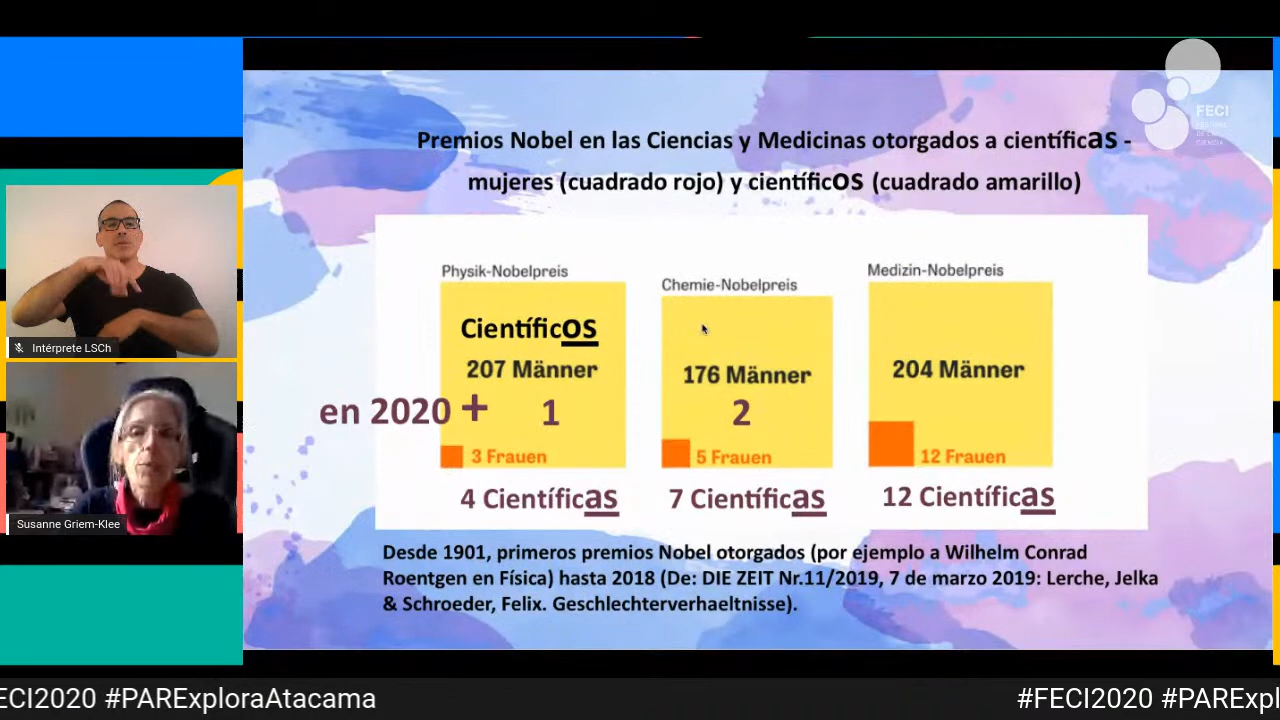 FECI
Premios Nobel en las Ciencias y Medicinas otorgados a científicas -
mujeres (cuadrado rojo) y científicos (cuadrado amarillo)
Physik-Nobelpreis
Chemie-Nobelpreis
Medizin-Nobelpreis
Científicos
207 Männer
176 Männer
204 Männer
en 2020 + 1
2
3 Frauen
5 Frauen
12 Frauen
4 Científicas
7 Científicas
12 Científicas
Desde 1901, primeros premios Nobel otorgados (por ejemplo a Wilhelm Conrad
Roentgen en Física) hasta 2018 (De: DIE ZEIT Nr.11/2019, 7 de marzo 2019: Lerche, Jelka
& Schroeder, Felix. Geschlechterverhaeltnisse).
Intérprete LSCh
Susanne Griem-Klee
ECI2020 #PARExploraAtacama
#FECI2020 #PARExpl